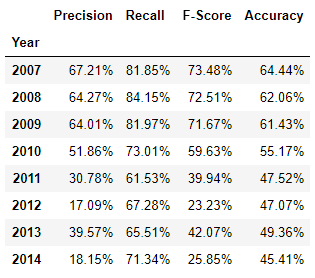 Precision Recall F-Score Accuracy
Year
2007 67.21% 81.85% 73.48% 64.44%
2008 64.27% 84.15% 72.51% 62.06%
2009 64.01% 81.97% 71.67% 61.43%
2010 51.86% 73.01% 59.63% 55.17%
2011 30.78% 61.53% 39.94% 47.52%
2012 17.09% 67.28% 23.23% 47.07%
2013 39.57% 65.51% 42.07% 49.36%
2014 18.15% 71.34% 25.85% 45.41%